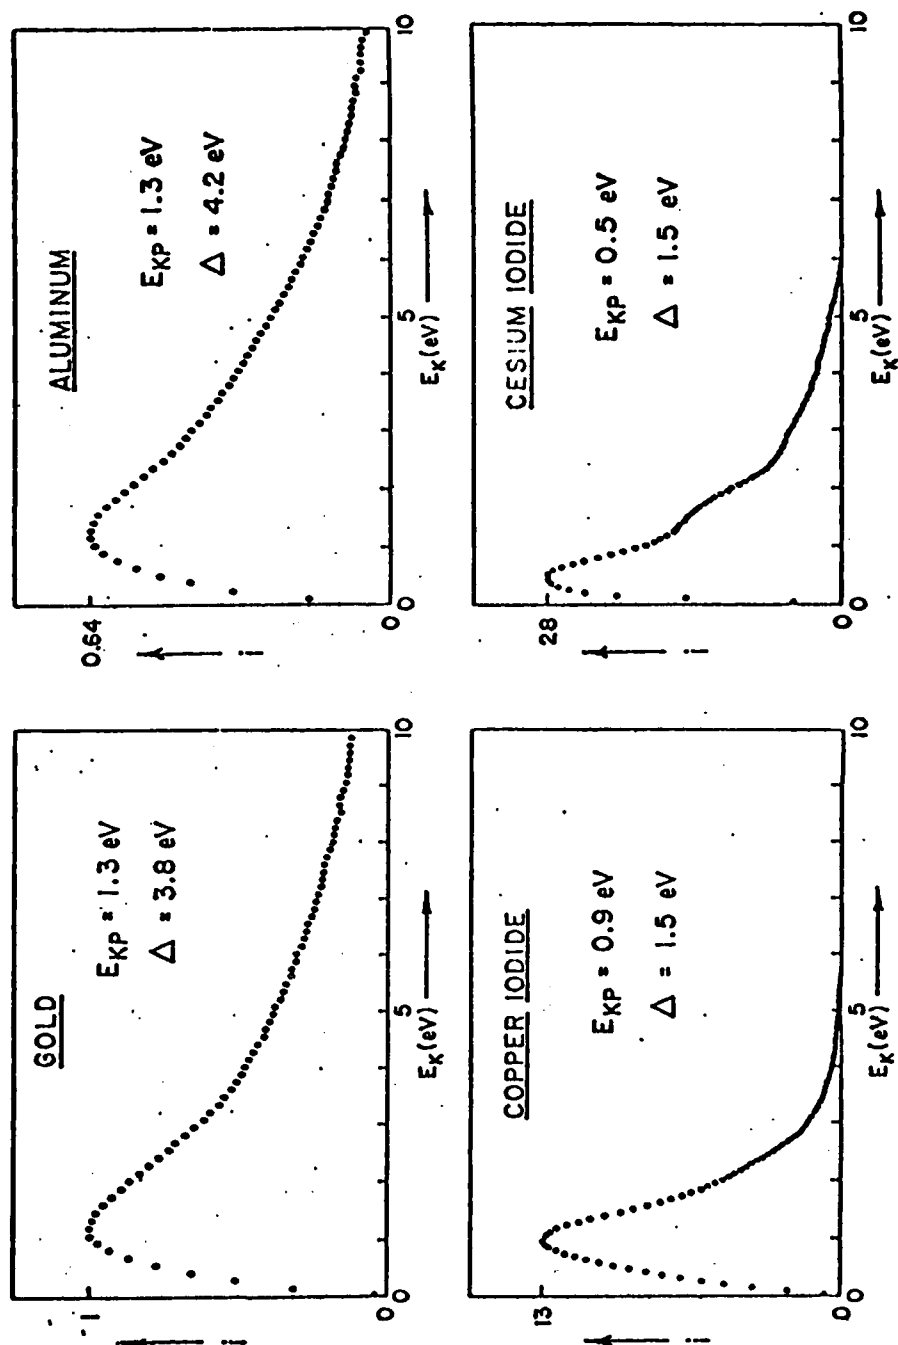 GOLD
E_KP = 1.3 eV
Δ = 3.8 eV
1
0
5
10
E_K(eV)
i
ALUMINUM
E_KP = 1.3 eV
Δ = 4.2 eV
0.64
0
0
5
10
E_K(eV)
i
COPPER IODIDE
E_KP = 0.9 eV
Δ = 1.5 eV
13
0
0
5
10
E_K(eV)
i
CESIUM IODIDE
E_KP = 0.5 eV
Δ = 1.5 eV
28
0
0
5
10
E_K(eV)
i